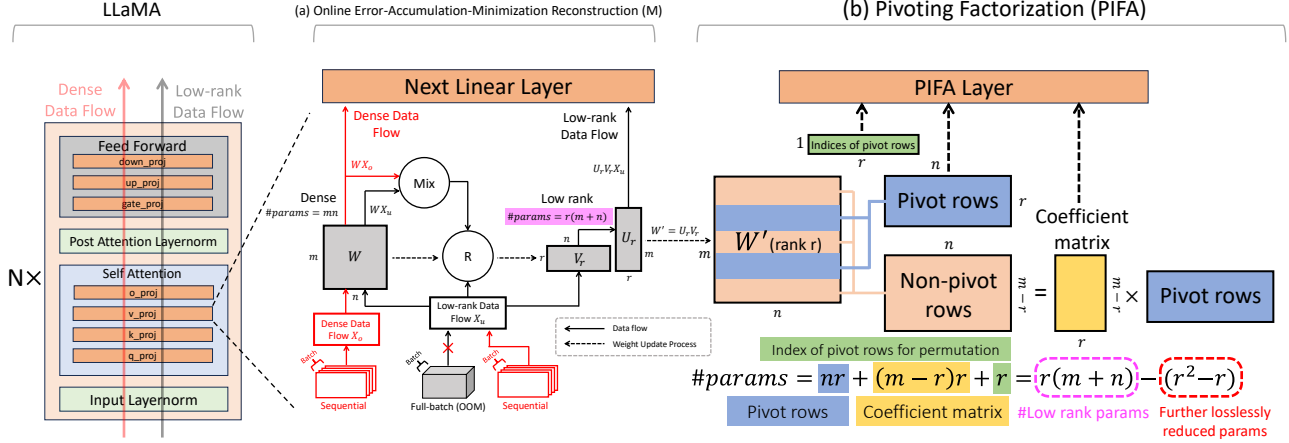 LLaMA
Dense
Data Flow
Low-rank
Data Flow
N×
Feed Forward
down_proj
up_proj
gate_proj
Post Attention Layernorm
Self Attention
o_proj
v_proj
k_proj
q_proj
Input Layernorm
(a) Online Error-Accumulation-Minimization Reconstruction (M)
Next Linear Layer
Dense Data
Flow
Low-rank
Data Flow
WX_o
Mix
U_rV_rX_u
Dense
#params = mn
WX_u
Low rank
#params = r(m + n)
m
W
n
R
r
n
V_r
U_r
m
r
W' = U_rV_r
Dense Data
Flow X_o
Low-rank Data
Flow X_u
Data flow
Weight Update Process
Batch
Sequential
Batch
Full-batch (OOM)
Batch
Sequential
(b) Pivoting Factorization (PIFA)
PIFA Layer
1
Indices of pivot rows
r
n
m
W' (rank r)
n
Pivot rows
r
n
Non-pivot
rows
m−r
=
Coefficient
matrix
r
m−r
×
Pivot rows
Index of pivot rows for permutation
#params = nr + (m − r)r + r = r(m + n) − (r² − r)
Pivot rows
Coefficient matrix
#Low rank params
Further losslessly
reduced params